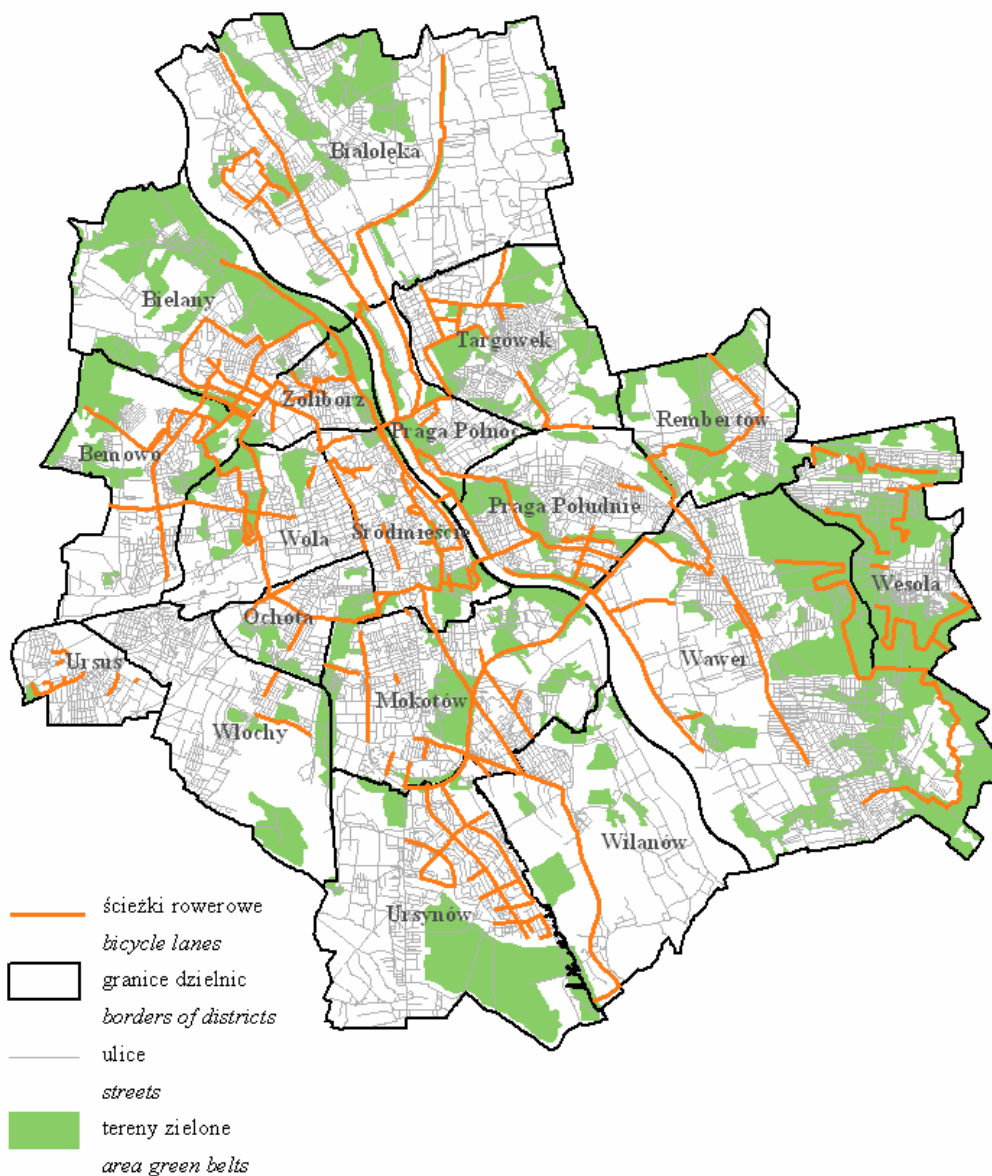 Białołęka
Bielany
Targówek
Żoliborz
Rembertów
Praga Północ
Bemowo
Praga Południe
Śródmieście
Wola
Wesoła
Ochota
Wawer
Ursus
Mokotów
Włochy
Wilanów
Ursynów
ścieżki rowerowe
bicycle lanes
granice dzielnic
borders of districts
ulice
streets
tereny zielone
area green belts